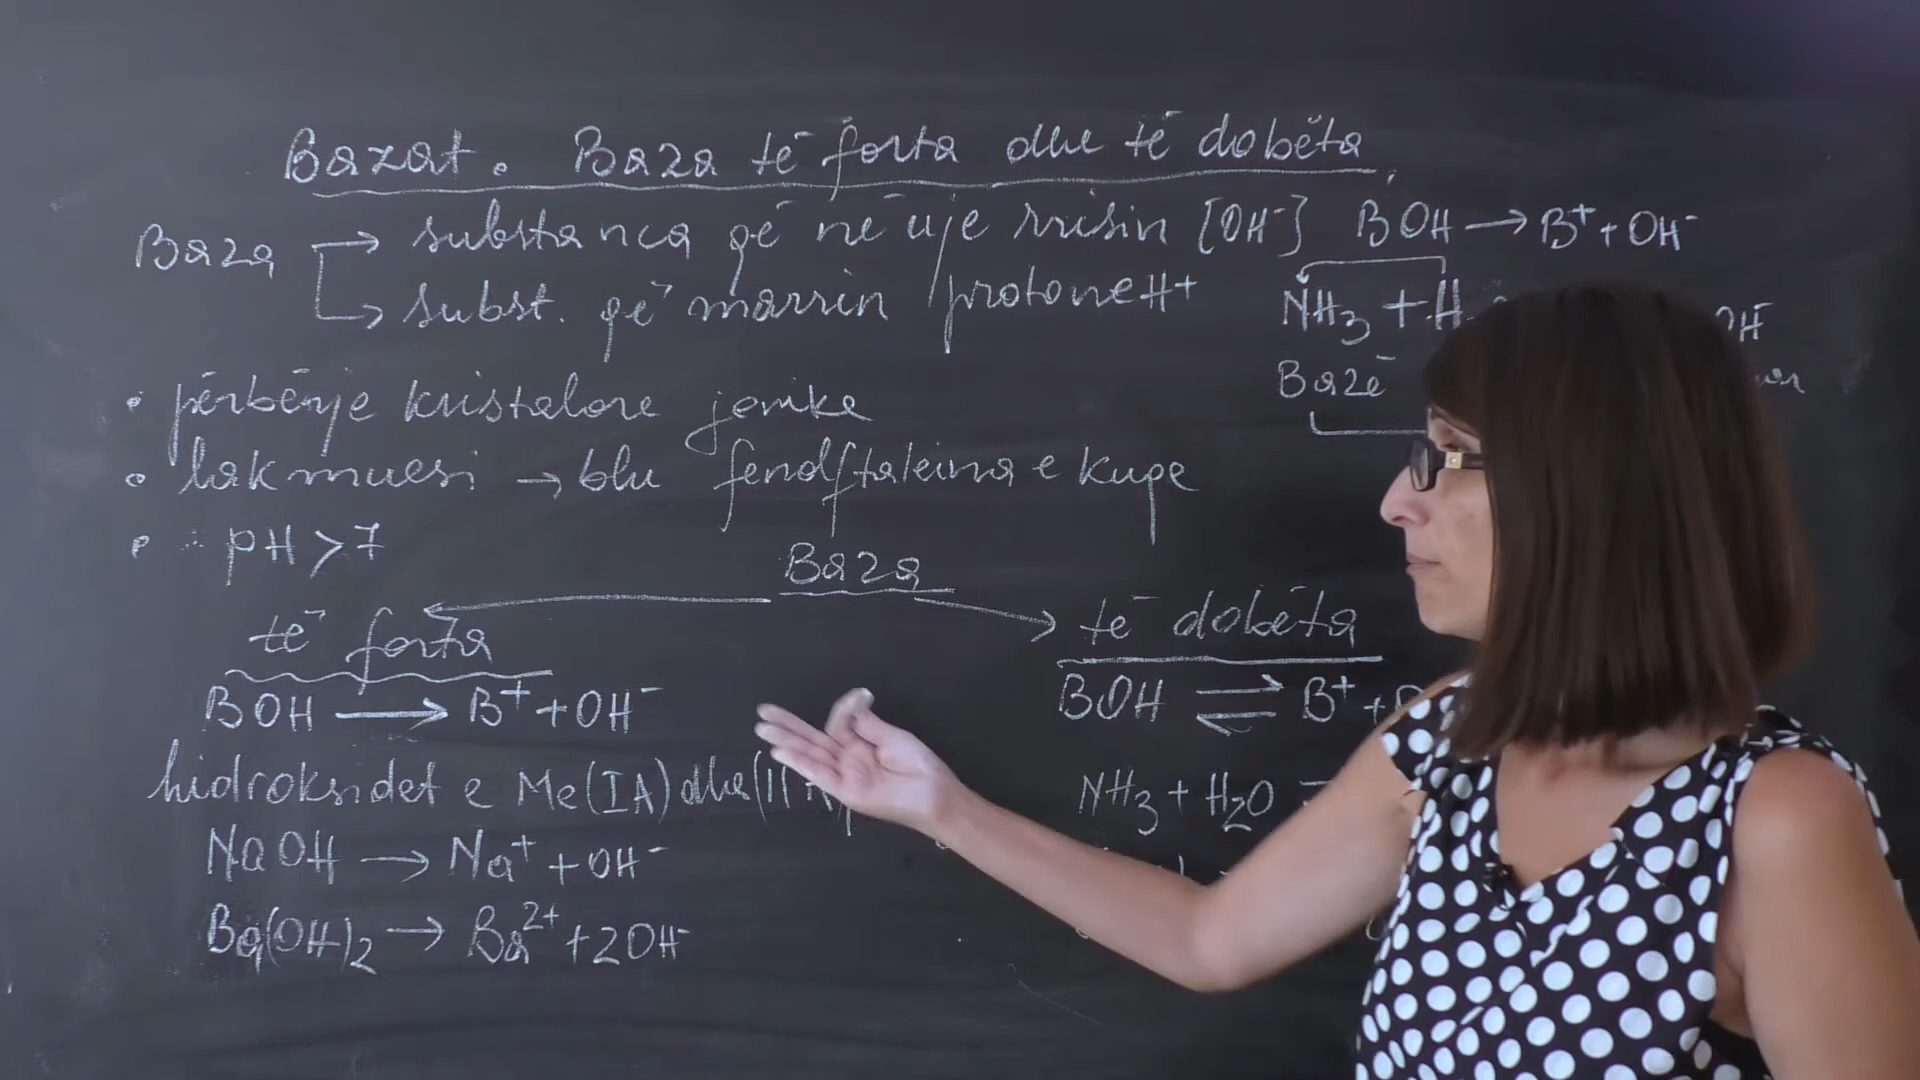 Bazat. Baza të forta dhe të dobëta
Baza → substanca që në ujë rrisin [OH⁻] BOH → B⁺ + OH⁻
→ subst. që marrin protone H⁺
NH₃ + H
Bazë
• përbërje kristalore jonike
• lakmuesi → blu fenolftaleina e kuqe
• pH > 7
Baza
të forta
BOH → B⁺ + OH⁻
hidroksidet e Me(IA) dhe
NaOH → Na⁺ + OH⁻
Ba(OH)₂ → Ba²⁺ + 2OH⁻
të dobëta
BOH ⇌ B⁺ +
NH₃ + H₂O